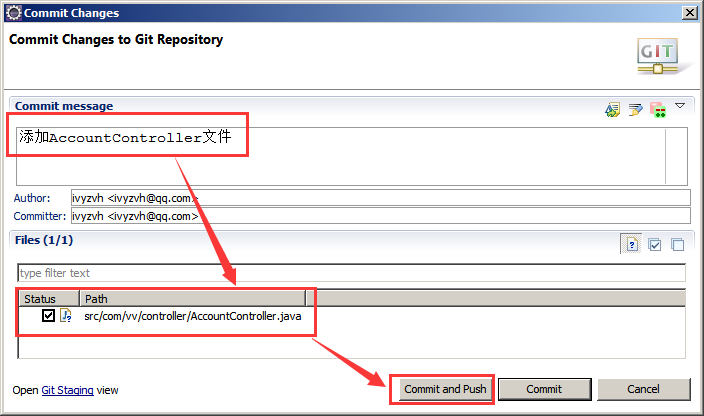 Commit Changes
Commit Changes to Git Repository
GIT
Commit message
添加AccountController文件
Author: ivyzvh <ivyzvh@qq.com>
Committer: ivyzvh <ivyzvh@qq.com>
Files (1/1)
type filter text
Status Path
src/com/vv/controller/AccountController.java
Open Git Staging view
Commit and Push Commit Cancel